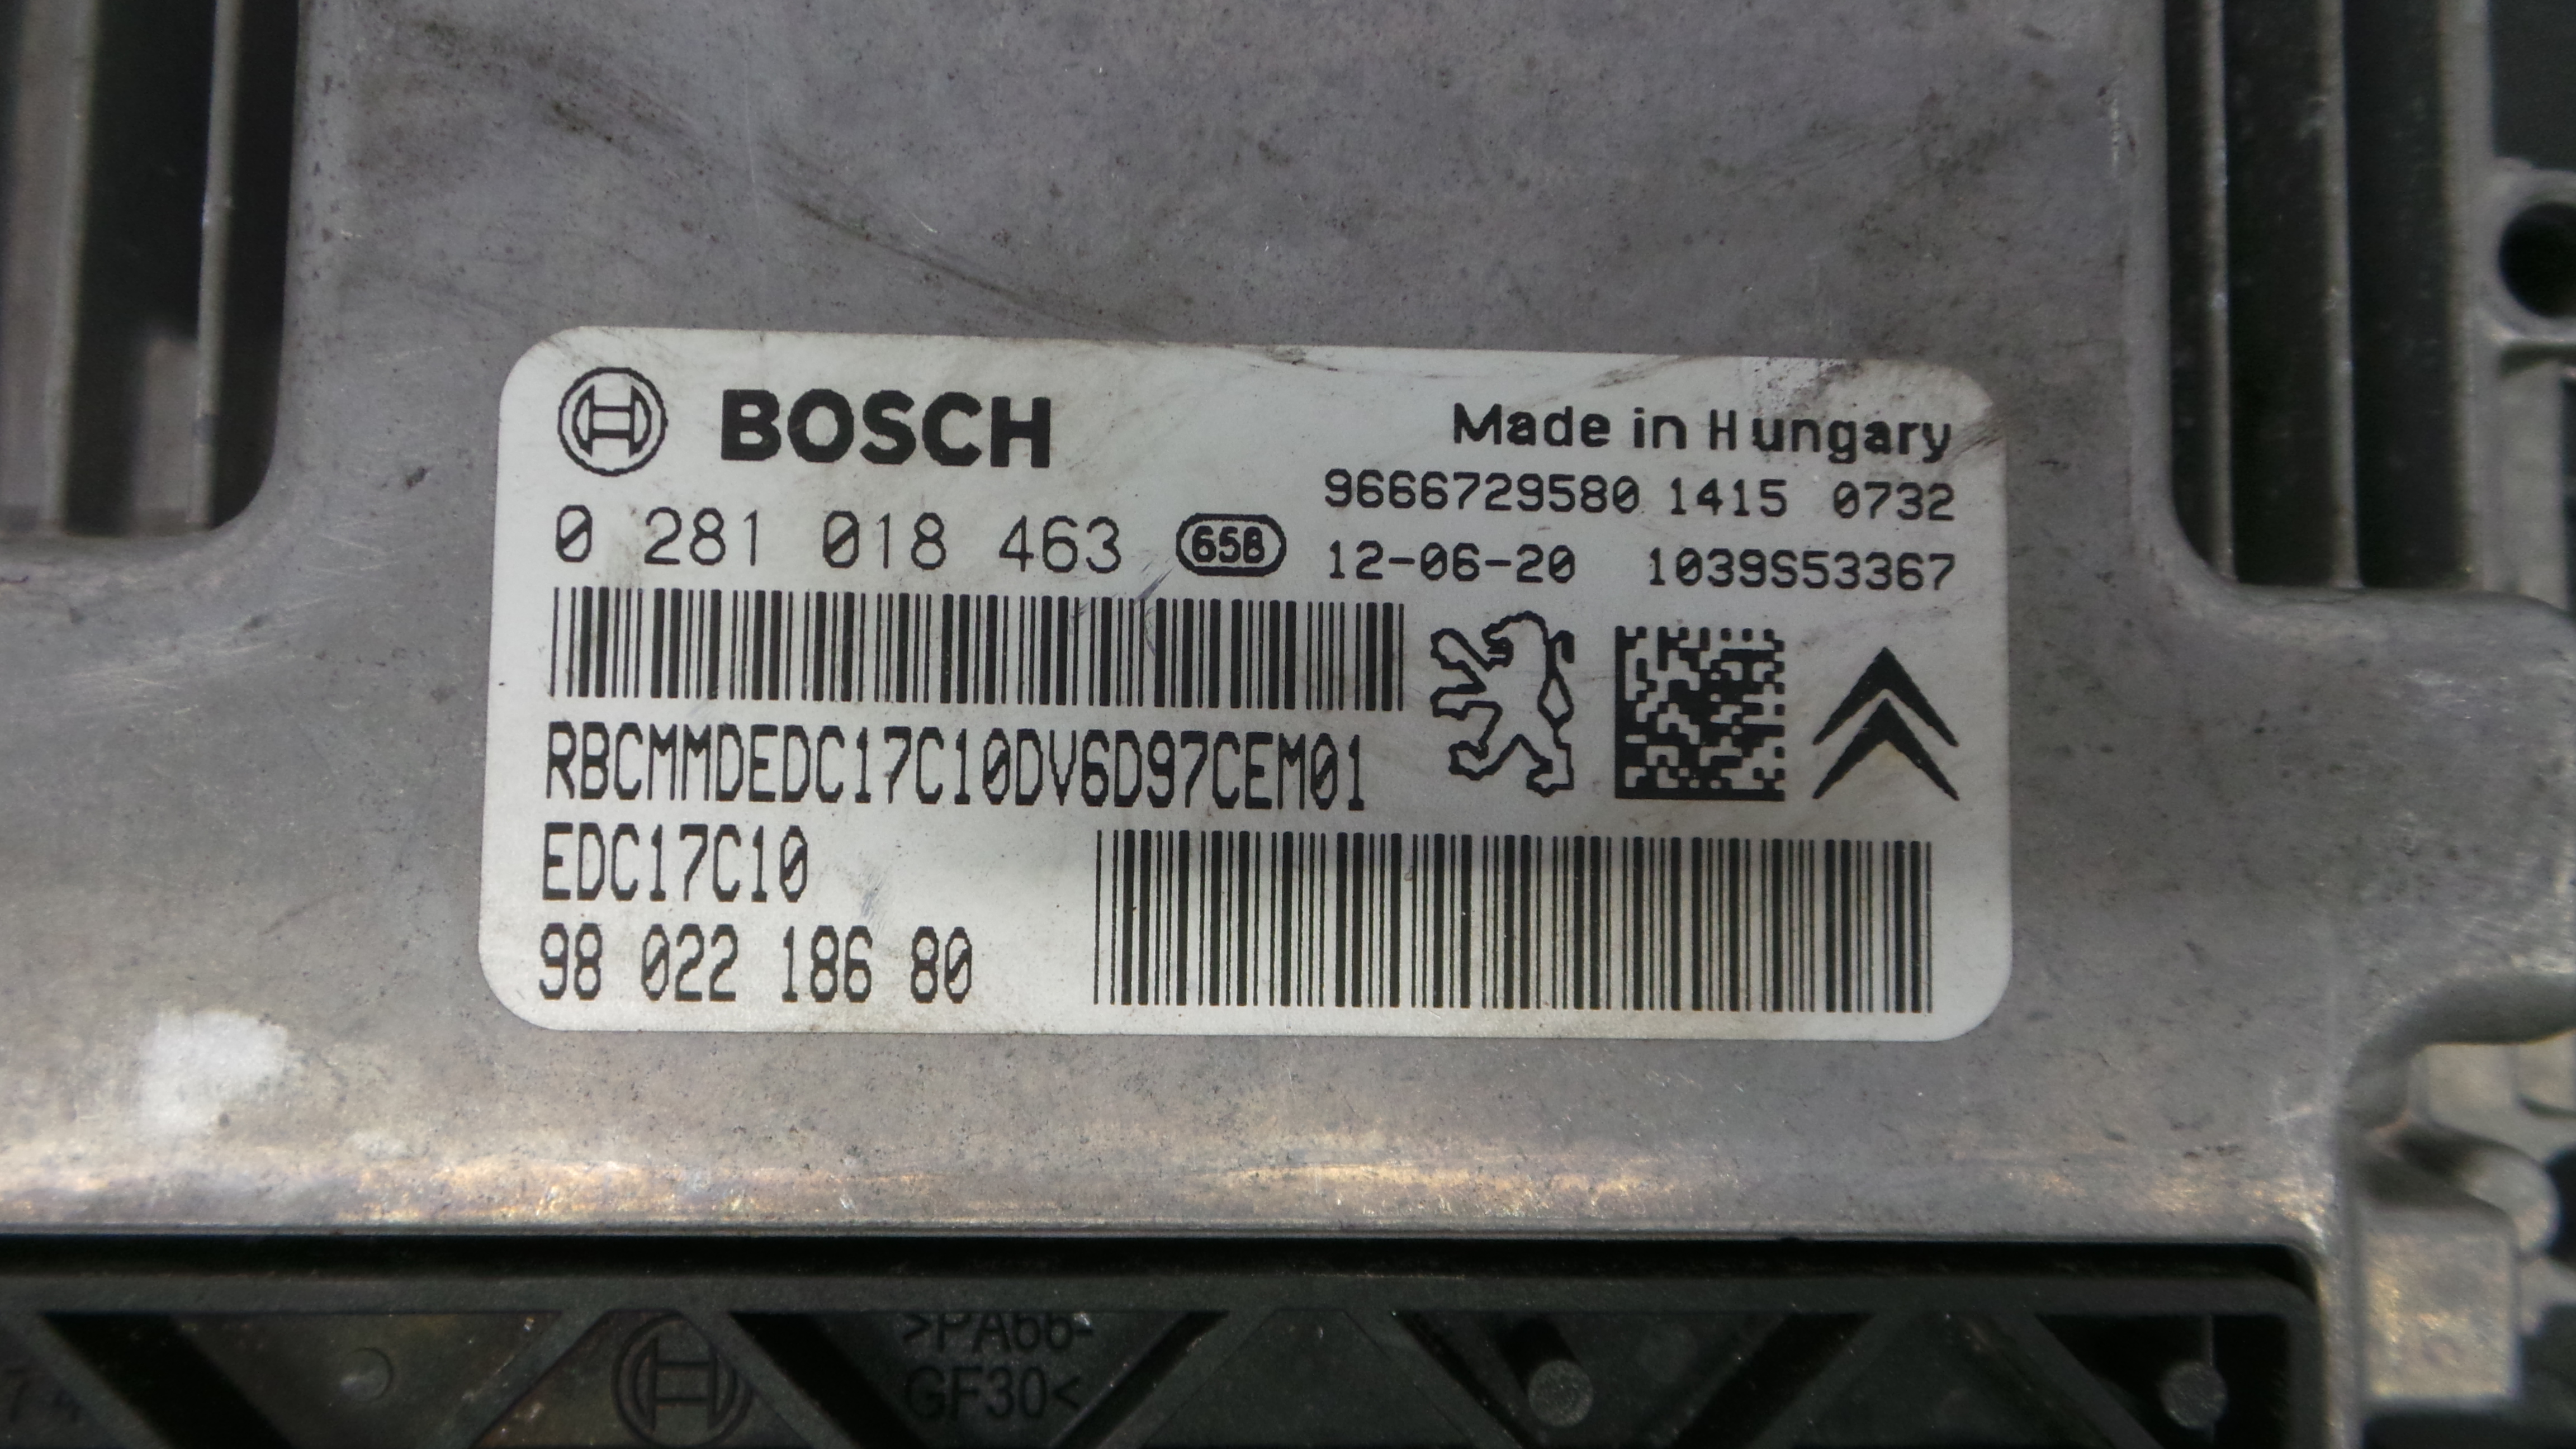 BOSCH
Made in Hungary
9666729580 1415 0732
0 281 018 463 658
12-06-20 1039S53367
RBCMMDEDC17C10DV6D97CEM01
EDC17C10
98 022 186 80
>PA66-
GF30<